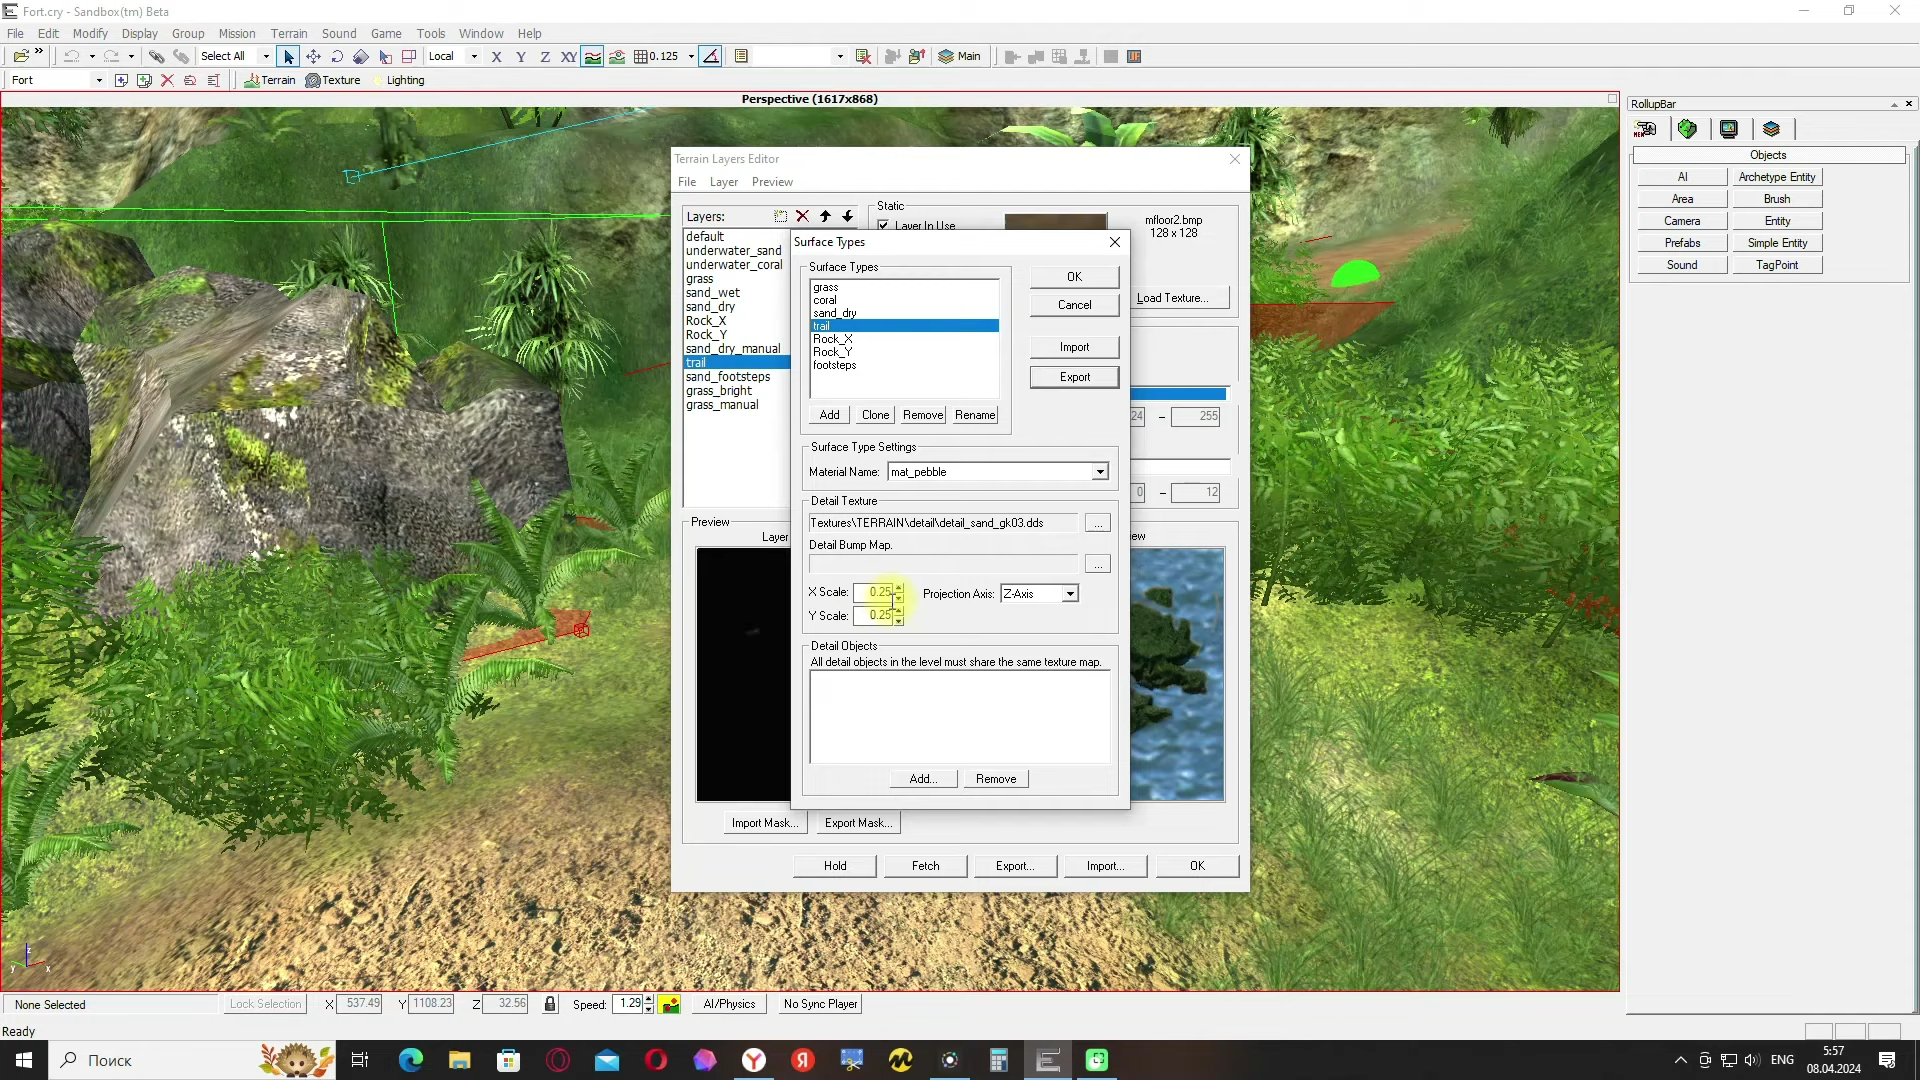 Fort.cry - Sandbox(tm) Beta
File Edit Modify Display Group Mission Terrain Sound Game Tools Window Help
Select All Local X Y Z XY 0.125 Main
Fort Terrain Texture Lighting
Perspective (1617x868)
RollupBar
Objects
AI Archetype Entity
Area Brush
Camera Entity
Prefabs Simple Entity
Sound TagPoint
Terrain Layers Editor
File Layer Preview
Layers:
default
underwater_sand
underwater_coral
grass
sand_wet
sand_dry
Rock_X
Rock_Y
sand_dry_manual
trail
sand_footsteps
grass_bright
grass_manual
Static
Layer In Use
mfloor2.bmp
128 x 128
Load Texture...
24 – 255
0 – 12
Surface Types
Surface Types
grass
coral
sand_dry
trail
Rock_X
Rock_Y
footsteps
OK
Cancel
Import
Export
Add Clone Remove Rename
Surface Type Settings
Material Name: mat_pebble
Detail Texture
Textures\TERRAIN\detail\detail_sand_gk03.dds ...
Detail Bump Map.
...
X Scale: 0.25 Projection Axis: Z-Axis
Y Scale: 0.25
Detail Objects
All detail objects in the level must share the same texture map.
Add... Remove
Preview
Layer
ew
Import Mask... Export Mask...
Hold Fetch Export... Import... OK
z
y x
None Selected Lock Selection X 537.49 Y 1108.23 Z 32.56 Speed: 1.29 AI/Physics No Sync Player
Ready
Поиск
ENG
5:57
08.04.2024